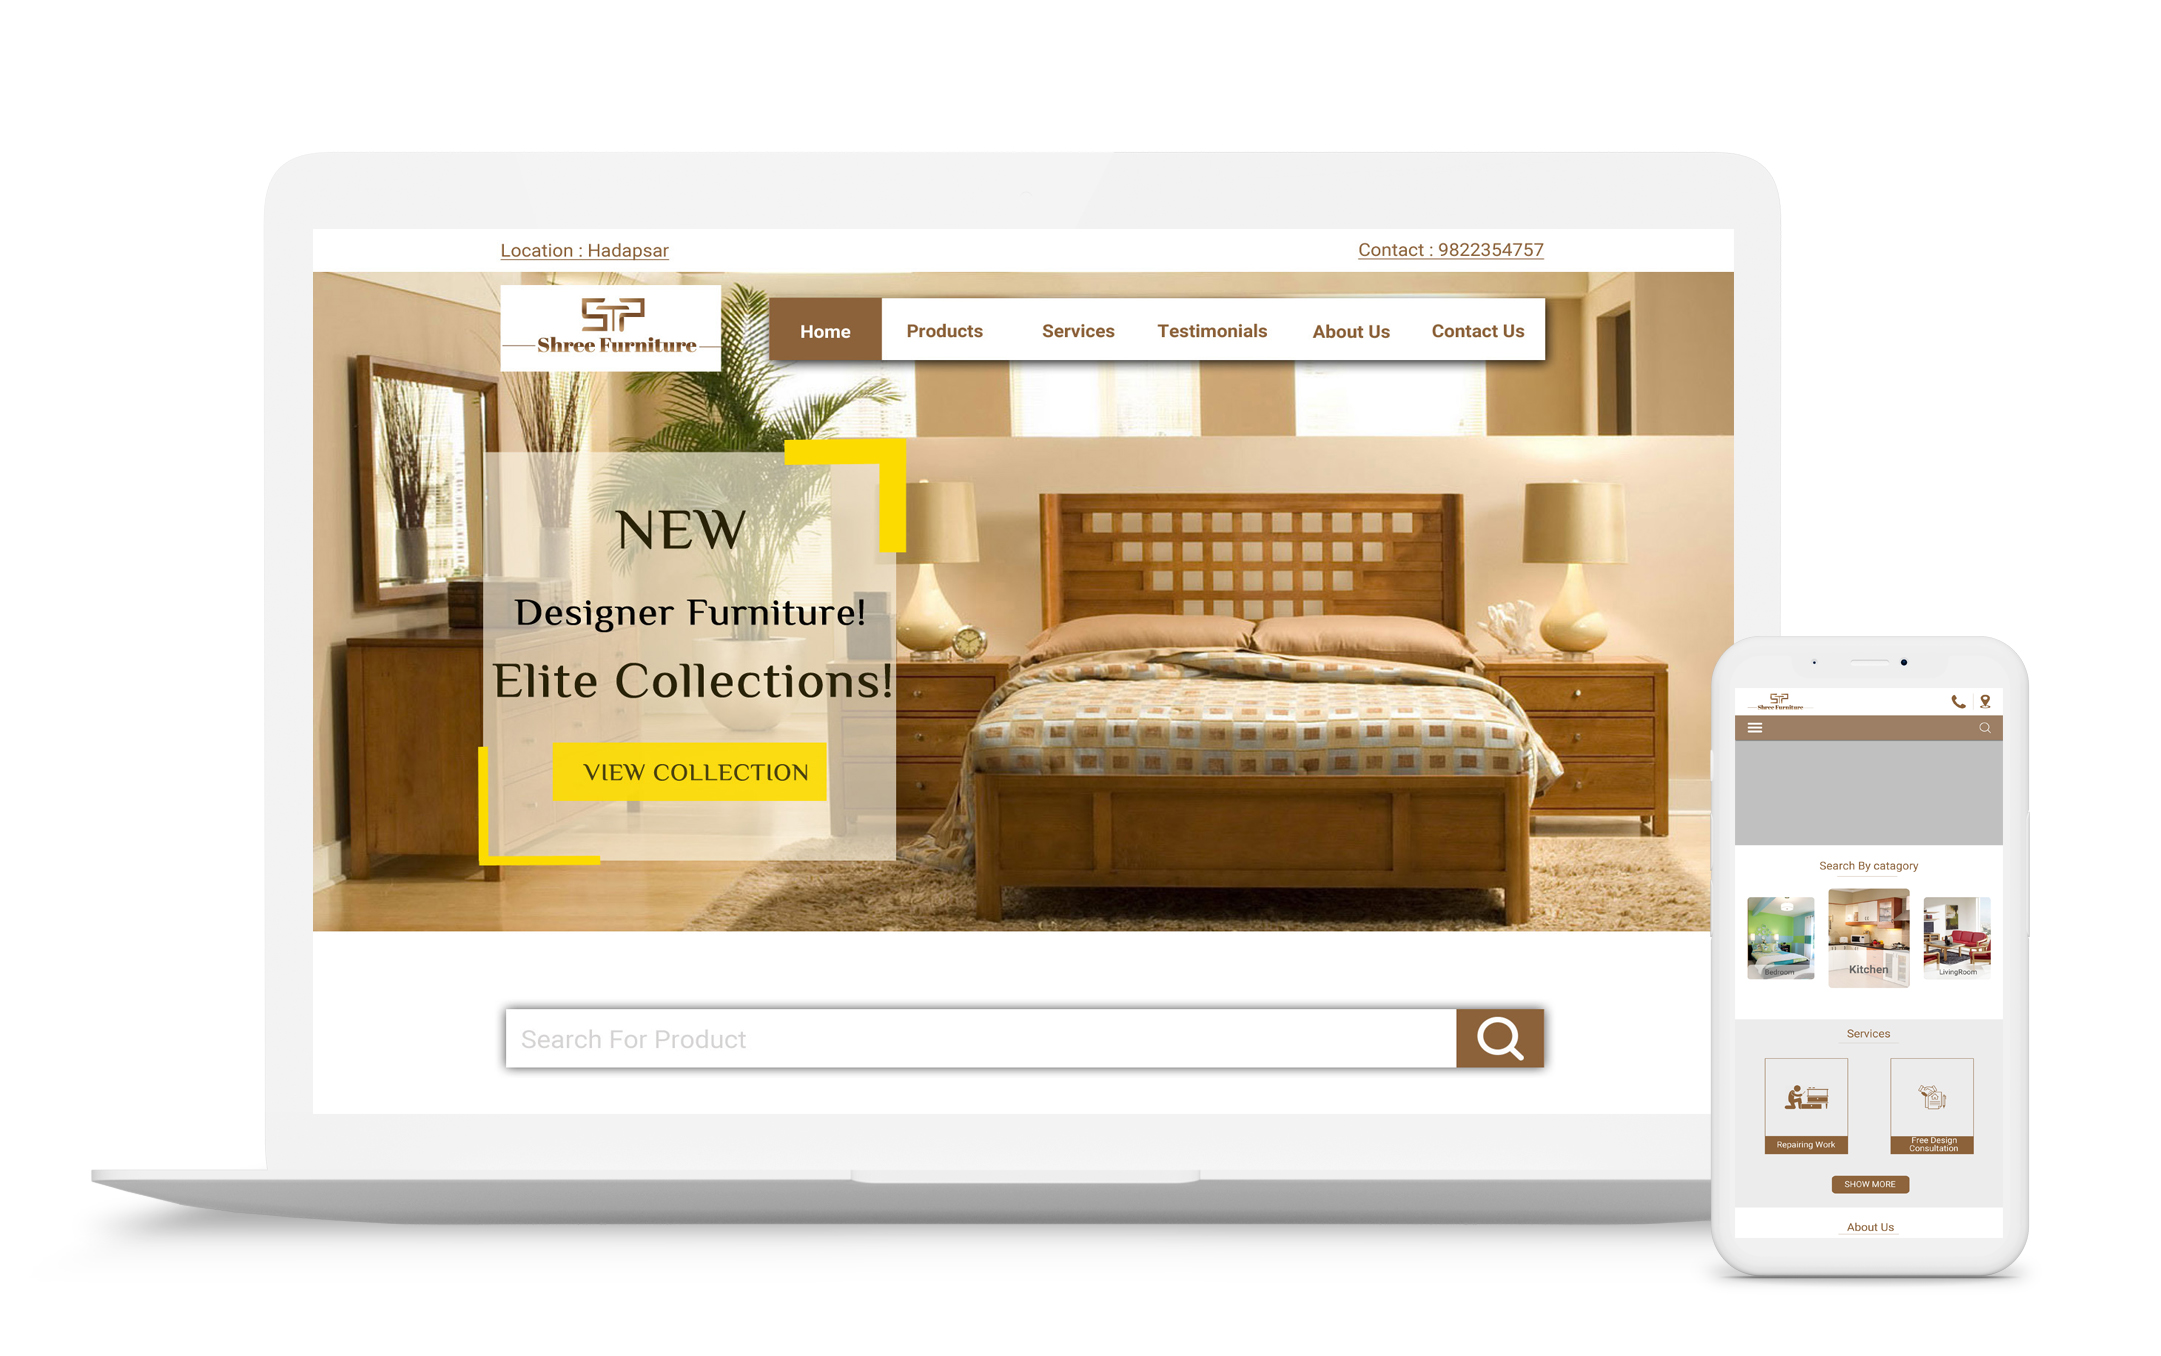 Location : Hadapsar
Contact : 9822354757
STP
Shree Furniture
Home
Products
Services
Testimonials
About Us
Contact Us
NEW
Designer Furniture!
Elite Collections!
VIEW COLLECTION
Search For Product
STP
Shree Furniture
Search By catagory
Bedroom
Kitchen
LivingRoom
Services
Repairing Work
Free Design
Consultation
SHOW MORE
About Us